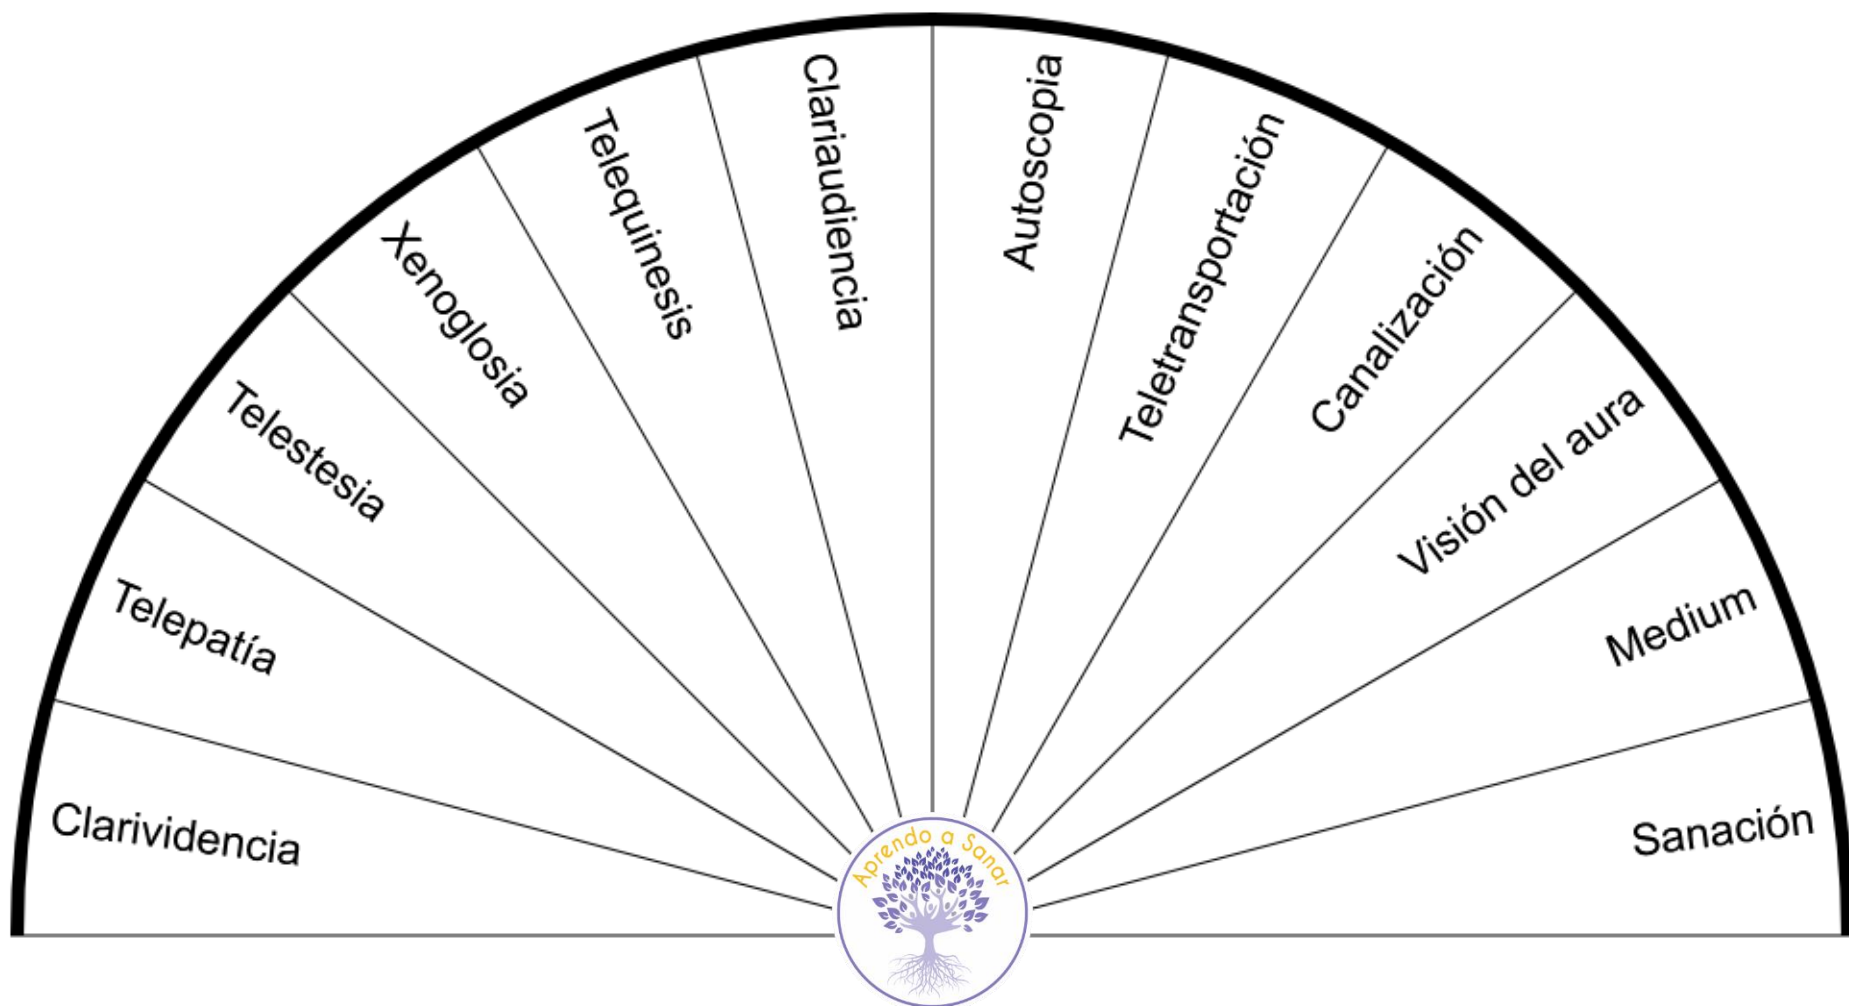 Clarividencia
Telepatía
Telestesia
Xenoglosia
Telequinesis
Clariaudiencia
Autoscopia
Teletransportación
Canalización
Visión del aura
Medium
Sanación
Aprendo a Sanar